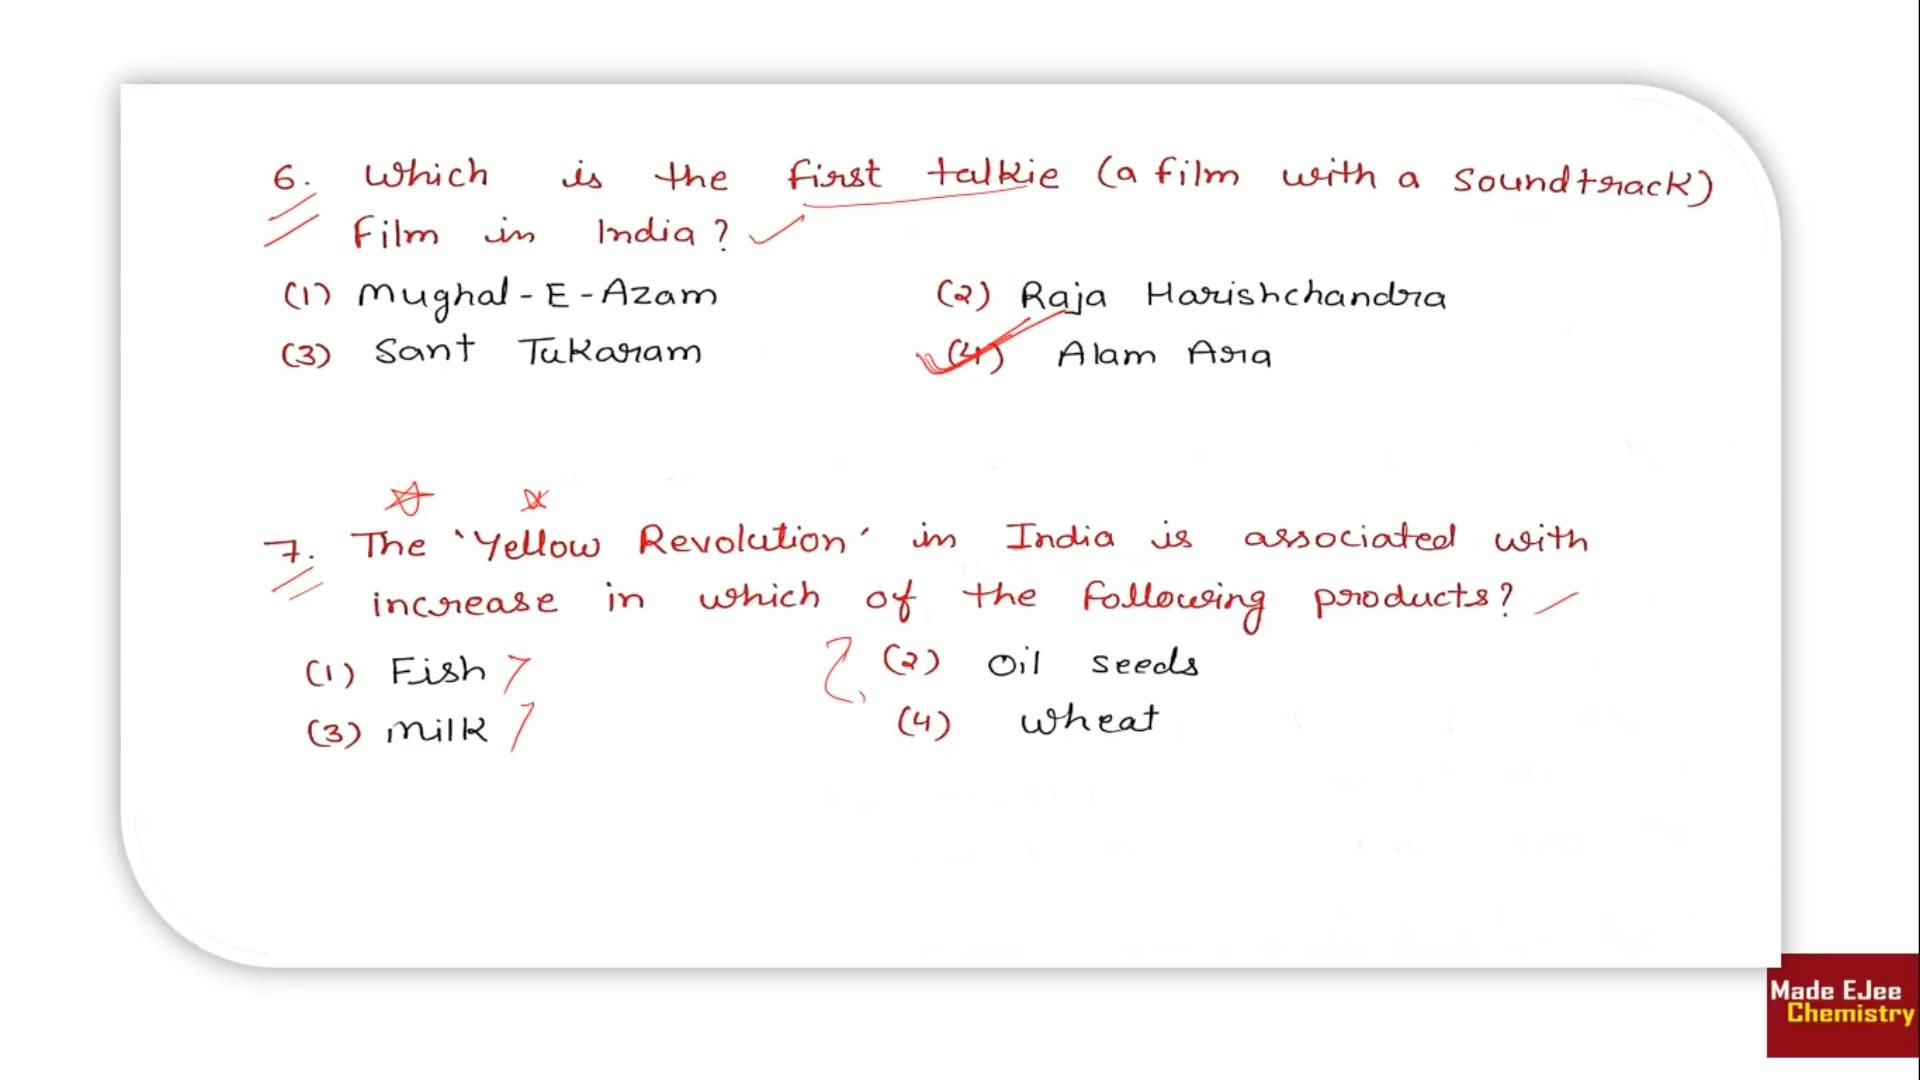 6. Which is the first talkie (a film with a soundtrack)
Film in India?
(1) Mughal-E-Azam
(2) Raja Harishchandra
(3) Sant Tukaram
(4) Alam Ara
7. The 'Yellow Revolution' in India is associated with
increase in which of the following products?
(1) Fish
(2) Oil seeds
(3) Milk
(4) Wheat
Made EJee
Chemistry